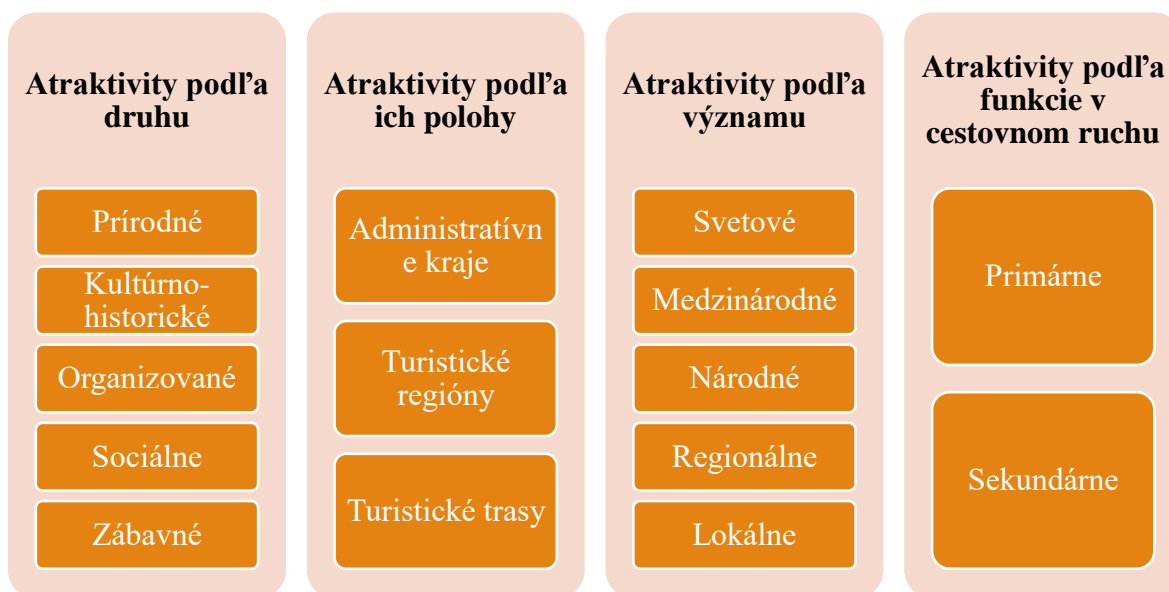 Atraktivity podľa
druhu
Prírodné
Kultúrno-
historické
Organizované
Sociálne
Zábavné
Atraktivity podľa
ich polohy
Administratívn
e kraje
Turistické
regióny
Turistické trasy
Atraktivity podľa
významu
Svetové
Medzinárodné
Národné
Regionálne
Lokálne
Atraktivity podľa
funkcie v
cestovnom ruchu
Primárne
Sekundárne